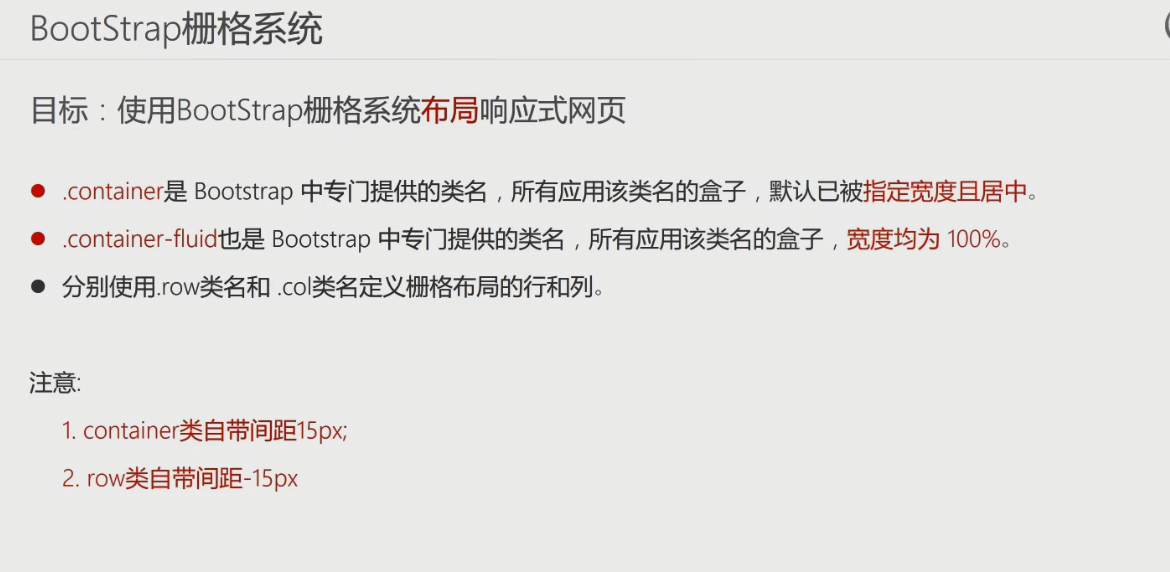 BootStrap栅格系统
目标：使用BootStrap栅格系统布局响应式网页
.container是 Bootstrap 中专门提供的类名，所有应用该类名的盒子，默认已被指定宽度且居中。
.container-fluid也是 Bootstrap 中专门提供的类名，所有应用该类名的盒子，宽度均为 100%。
分别使用.row类名和 .col类名定义栅格布局的行和列。
注意:
1. container类自带间距15px;
2. row类自带间距-15px